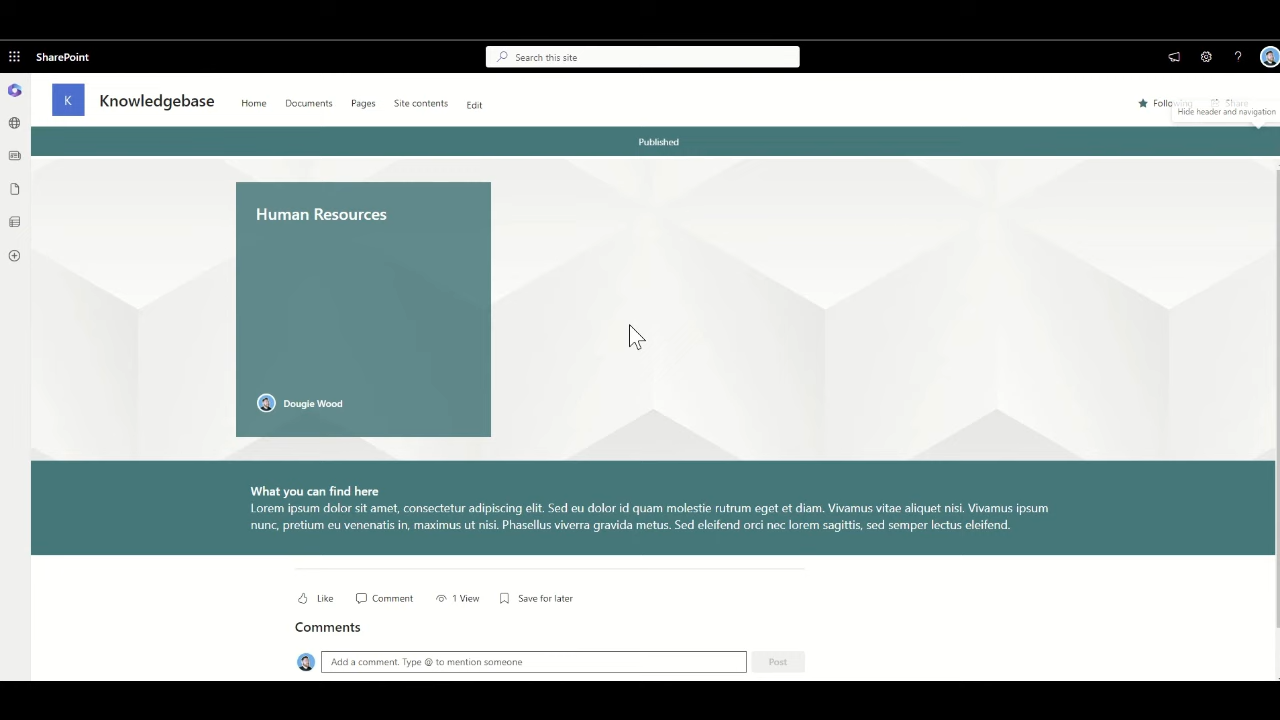 SharePoint
Search this site
K
Knowledgebase
Home
Documents
Pages
Site contents
Edit
Following
Share
Hide header and navigation
Published
Human Resources
Dougie Wood
What you can find here
Lorem ipsum dolor sit amet, consectetur adipiscing elit. Sed eu dolor id quam molestie rutrum eget et diam. Vivamus vitae aliquet nisi. Vivamus ipsum
nunc, pretium eu venenatis in, maximus ut nisi. Phasellus viverra gravida metus. Sed eleifend orci nec lorem sagittis, sed semper lectus eleifend.
Like
Comment
1 View
Save for later
Comments
Add a comment. Type @ to mention someone
Post